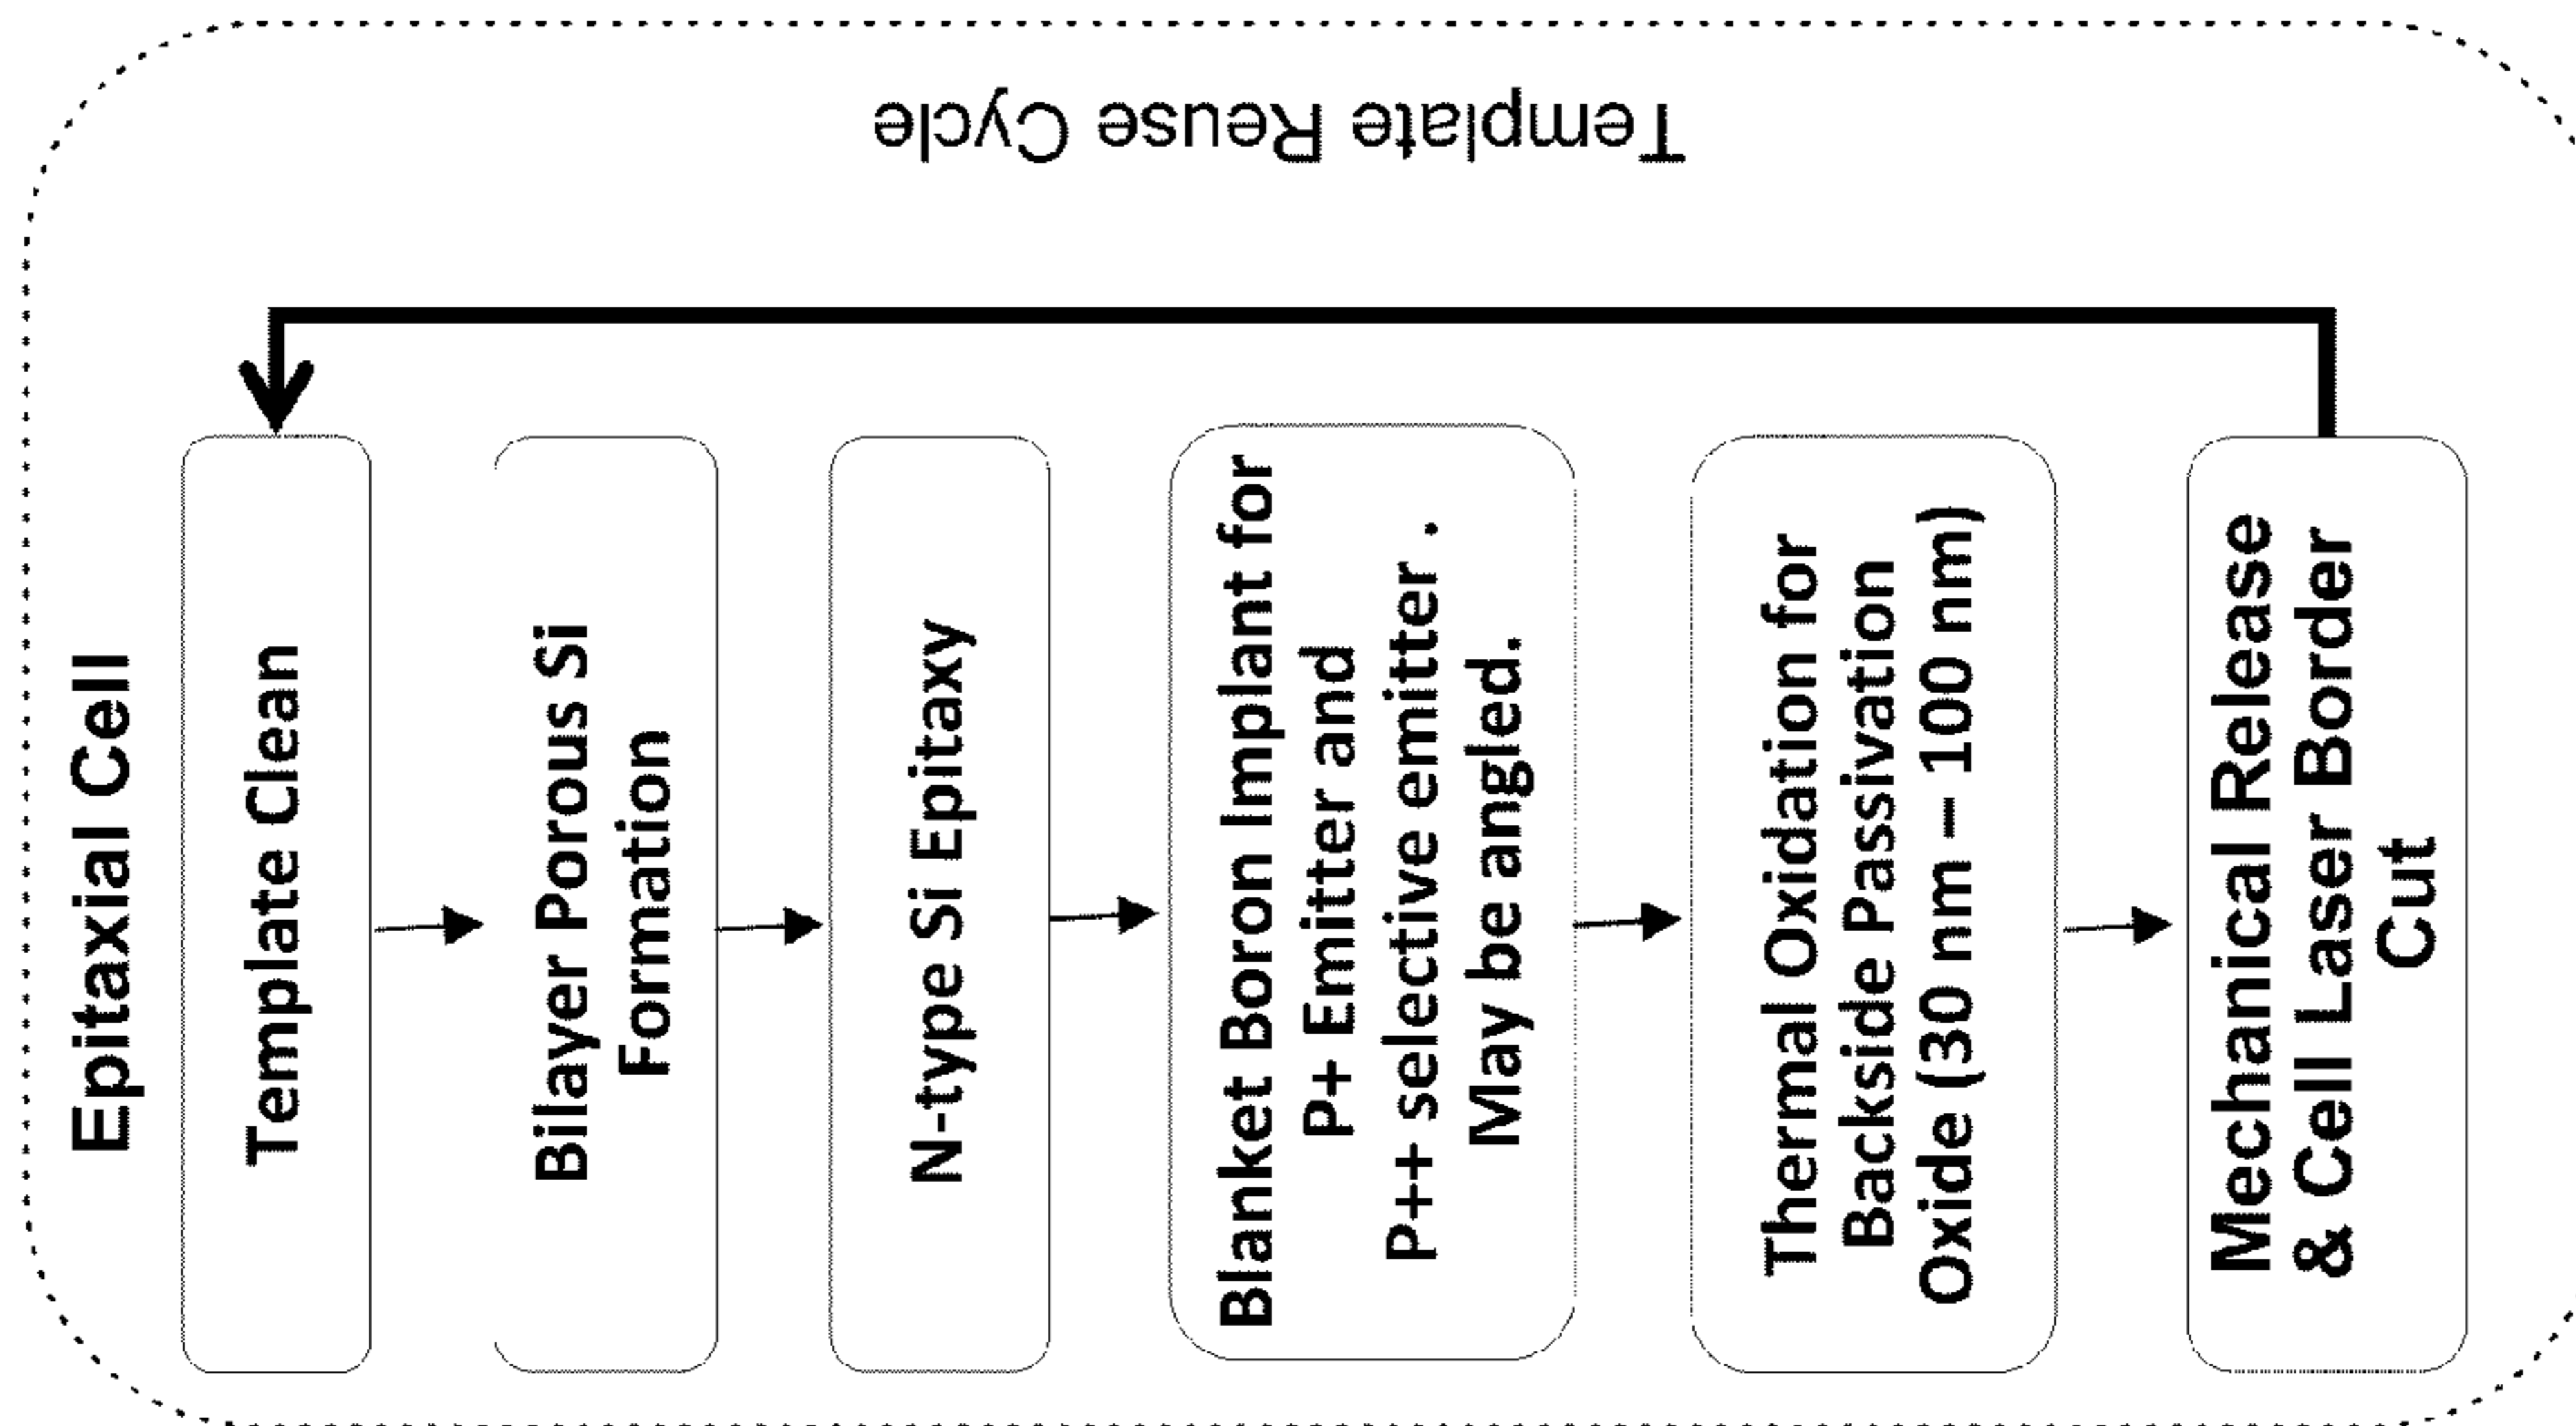 Epitaxial Cell
Template Clean
Bilayer Porous Si
Formation
N-type Si Epitaxy
Blanket Boron Implant for
P+ Emitter and
P++ selective emitter .
May be angled.
Thermal Oxidation for
Backside Passivation
Oxide (30 nm – 100 nm)
Mechanical Release
& Cell Laser Border
Cut
Template Reuse Cycle